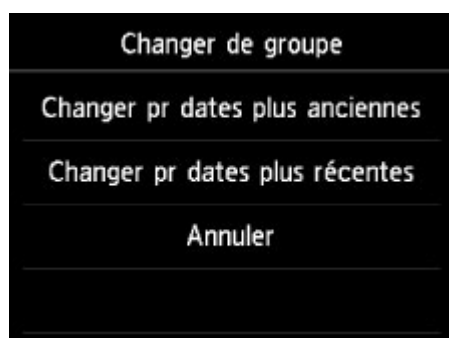 Changer de groupe
Changer pr dates plus anciennes
Changer pr dates plus récentes
Annuler